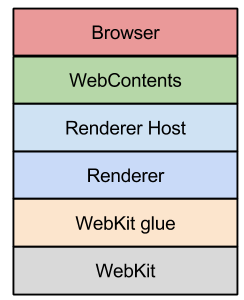 Browser
WebContents
Renderer Host
Renderer
WebKit glue
WebKit